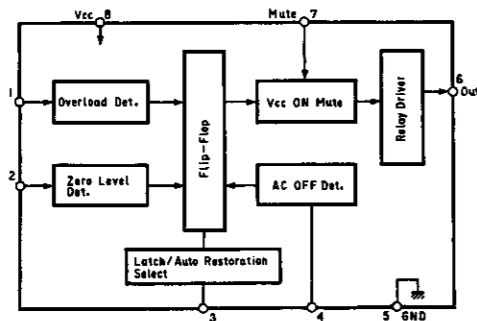 Vcc 8
Mute 7
1
Overload Det.
Flip-Flop
Vcc ON Mute
Relay Driver
6
Out
2
Zero Level
Det.
AC OFF Det.
Latch/Auto Restoration
Select
3
4
5 GND